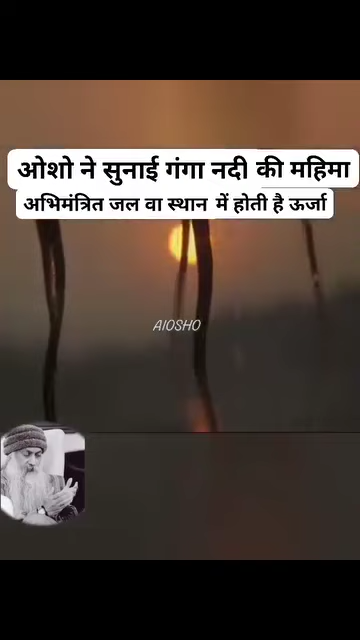 ओशो ने सुनाई गंगा नदी की महिमा
अभिमंत्रित जल वा स्थान में होती है ऊर्जा
AIOSHO